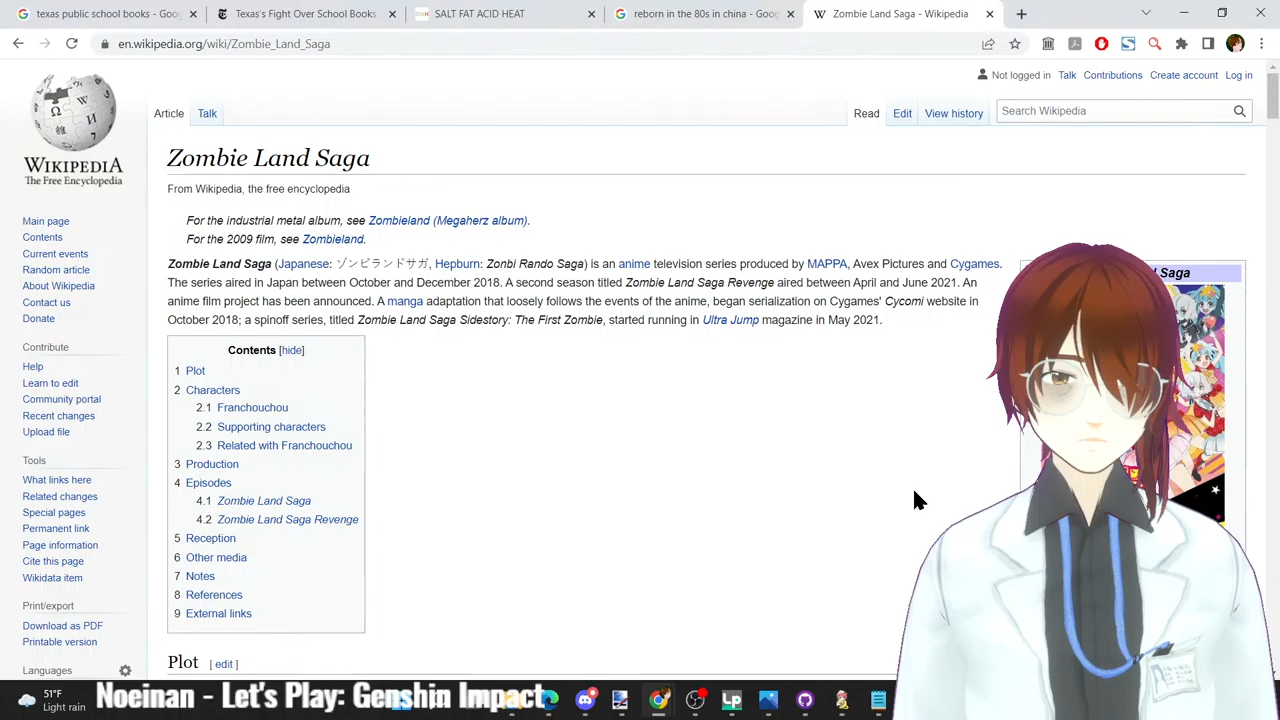 texas public school books - Goog
Texas's Fight Over School Books
SALT FAT ACID HEAT
reborn in the 80s in china - Goog
Zombie Land Saga - Wikipedia
en.wikipedia.org/wiki/Zombie_Land_Saga
Not logged in Talk Contributions Create account Log in
Article Talk
Read Edit View history
Search Wikipedia
WIKIPEDIA
The Free Encyclopedia
Main page
Contents
Current events
Random article
About Wikipedia
Contact us
Donate
Contribute
Help
Learn to edit
Community portal
Recent changes
Upload file
Tools
What links here
Related changes
Special pages
Permanent link
Page information
Cite this page
Wikidata item
Print/export
Download as PDF
Printable version
Languages
Zombie Land Saga
From Wikipedia, the free encyclopedia
For the industrial metal album, see Zombieland (Megaherz album).
For the 2009 film, see Zombieland.
Zombie Land Saga (Japanese: ゾンビランドサガ, Hepburn: Zonbi Rando Saga) is an anime television series produced by MAPPA, Avex Pictures and Cygames.
The series aired in Japan between October and December 2018. A second season titled Zombie Land Saga Revenge aired between April and June 2021. An
anime film project has been announced. A manga adaptation that loosely follows the events of the anime, began serialization on Cygames' Cycomi website in
October 2018; a spinoff series, titled Zombie Land Saga Sidestory: The First Zombie, started running in Ultra Jump magazine in May 2021.
Contents [hide]
1 Plot
2 Characters
2.1 Franchouchou
2.2 Supporting characters
2.3 Related with Franchouchou
3 Production
4 Episodes
4.1 Zombie Land Saga
4.2 Zombie Land Saga Revenge
5 Reception
6 Other media
7 Notes
8 References
9 External links
Plot [ edit ]
Saga
51°F
Light rain
Noeinan - Let's Play: Genshin Impact